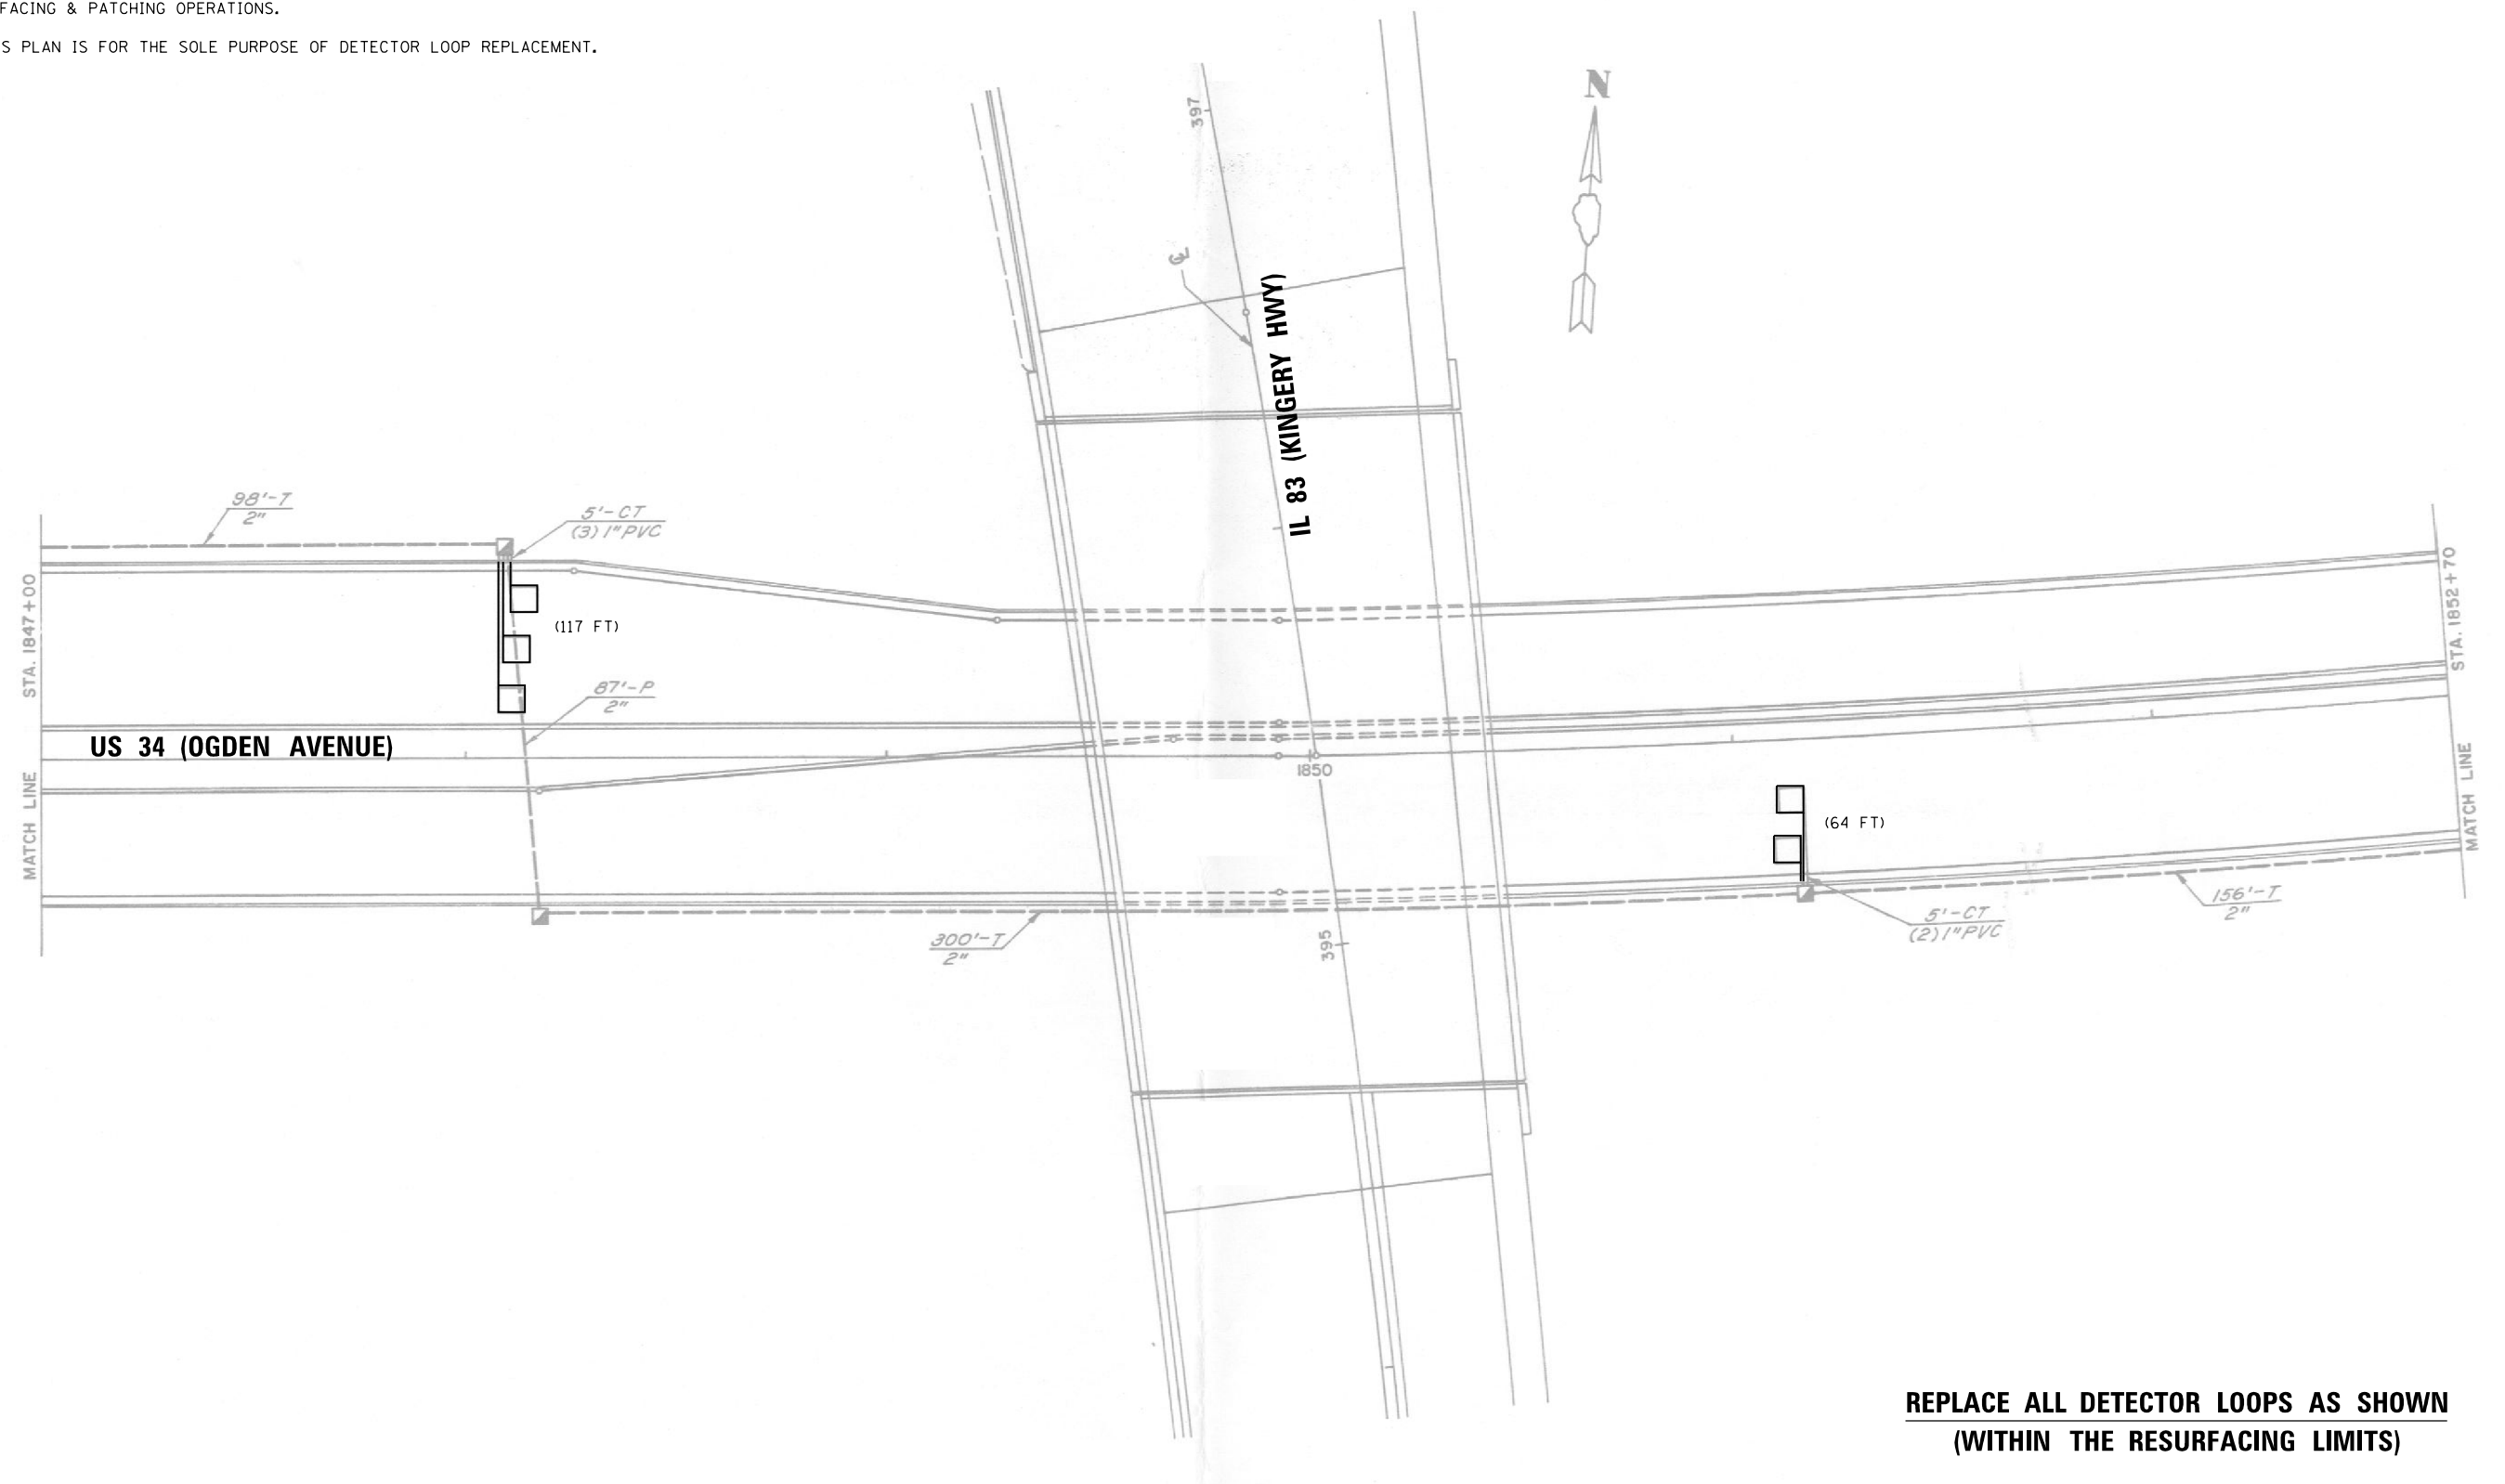 FACING & PATCHING OPERATIONS.
S PLAN IS FOR THE SOLE PURPOSE OF DETECTOR LOOP REPLACEMENT.
N
397
℄
IL 83 (KINGERY HWY)
98'-T
2"
5'-CT
(3) 1" PVC
STA. 1847+00
MATCH LINE
(117 FT)
87'-P
2"
US 34 (OGDEN AVENUE)
1850
STA. 1852+70
MATCH LINE
(64 FT)
300'-T
2"
395
5'-CT
(2) 1" PVC
156'-T
2"
REPLACE ALL DETECTOR LOOPS AS SHOWN
(WITHIN THE RESURFACING LIMITS)